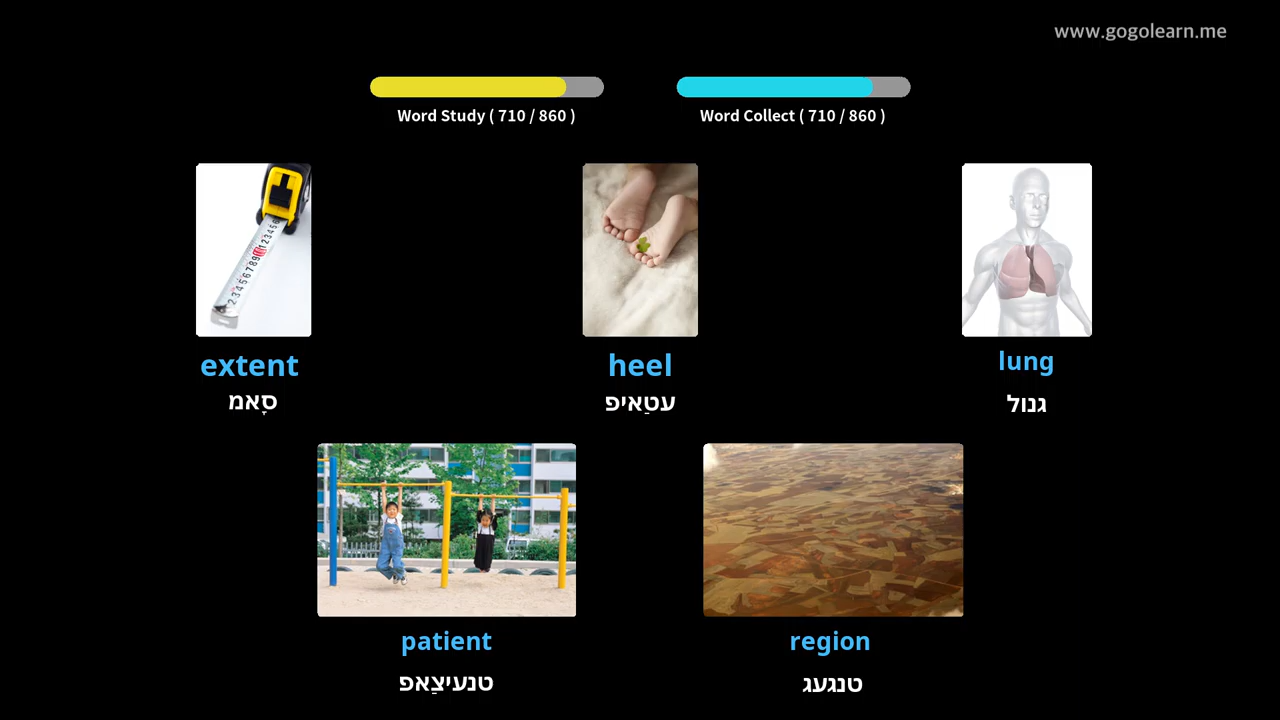 www.gogolearn.me
Word Study ( 710 / 860 )
Word Collect ( 710 / 860 )
extent
סָאמ
heel
עטַאיפ
lung
גנול
patient
טנעיצַאפ
region
טנגעג